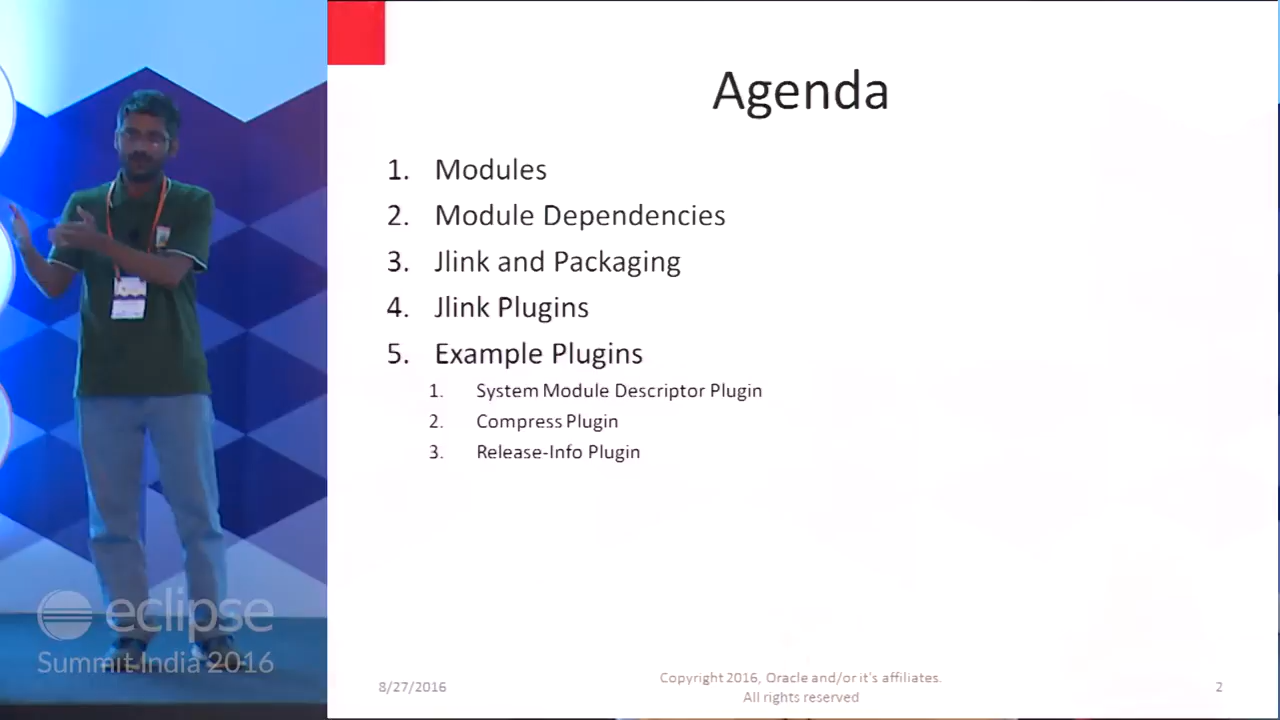 Agenda
1. Modules
2. Module Dependencies
3. Jlink and Packaging
4. Jlink Plugins
5. Example Plugins
1. System Module Descriptor Plugin
2. Compress Plugin
3. Release-Info Plugin
eclipse
Summit India 2016
8/27/2016
Copyright 2016, Oracle and/or it's affiliates.
All rights reserved
2